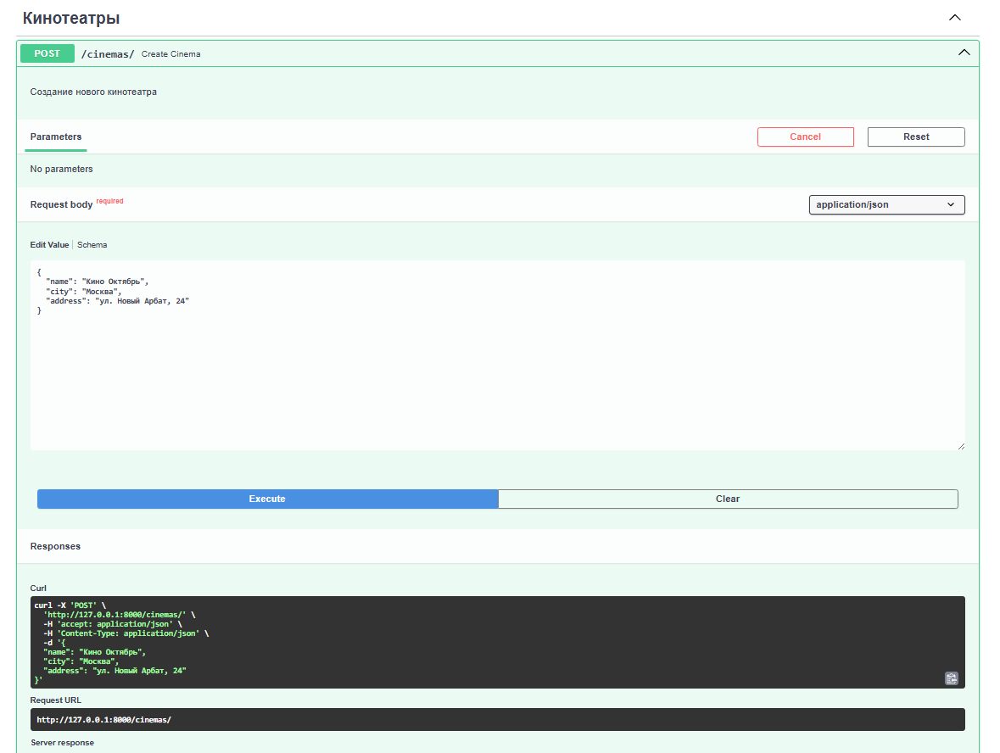 Кинотеатры
POST /cinemas/ Create Cinema
Создание нового кинотеатра
Parameters Cancel Reset
No parameters
Request body required application/json
Edit Value Schema
{
  "name": "Кино Октябрь",
  "city": "Москва",
  "address": "ул. Новый Арбат, 24"
}
Execute Clear
Responses
Curl
curl -X 'POST' \
  'http://127.0.0.1:8000/cinemas/' \
  -H 'accept: application/json' \
  -H 'Content-Type: application/json' \
  -d '{
  "name": "Кино Октябрь",
  "city": "Москва",
  "address": "ул. Новый Арбат, 24"
}'
Request URL
http://127.0.0.1:8000/cinemas/
Server response